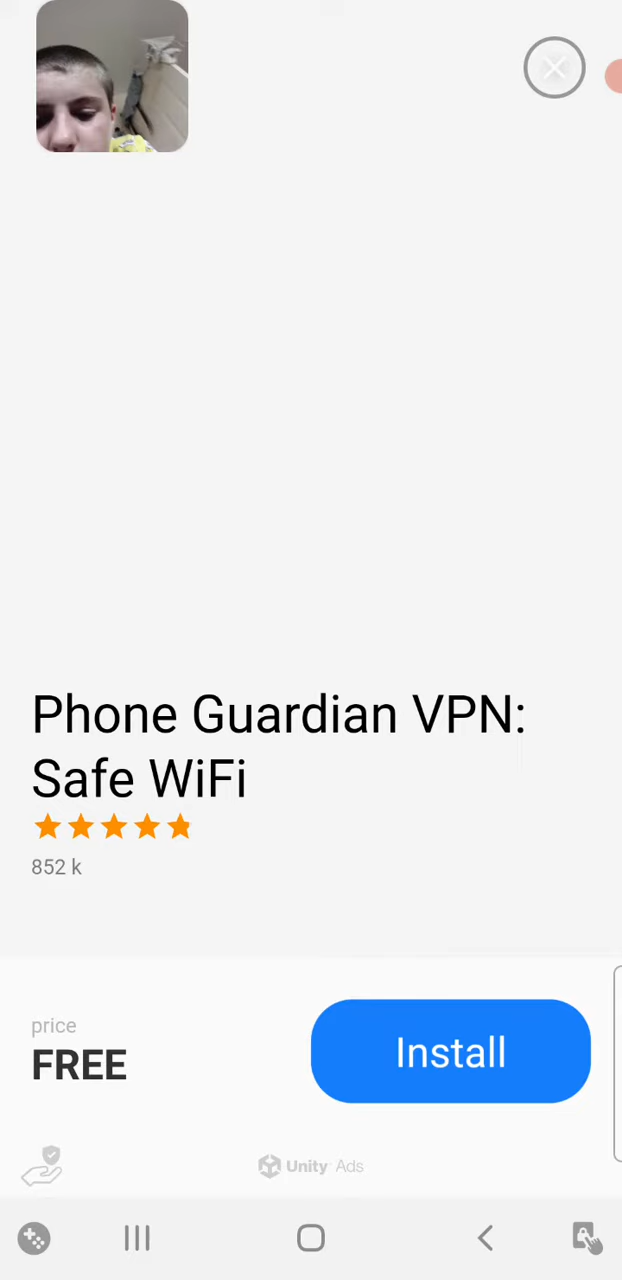 Phone Guardian VPN:
Safe WiFi
852 k
price
FREE
Install
Unity Ads